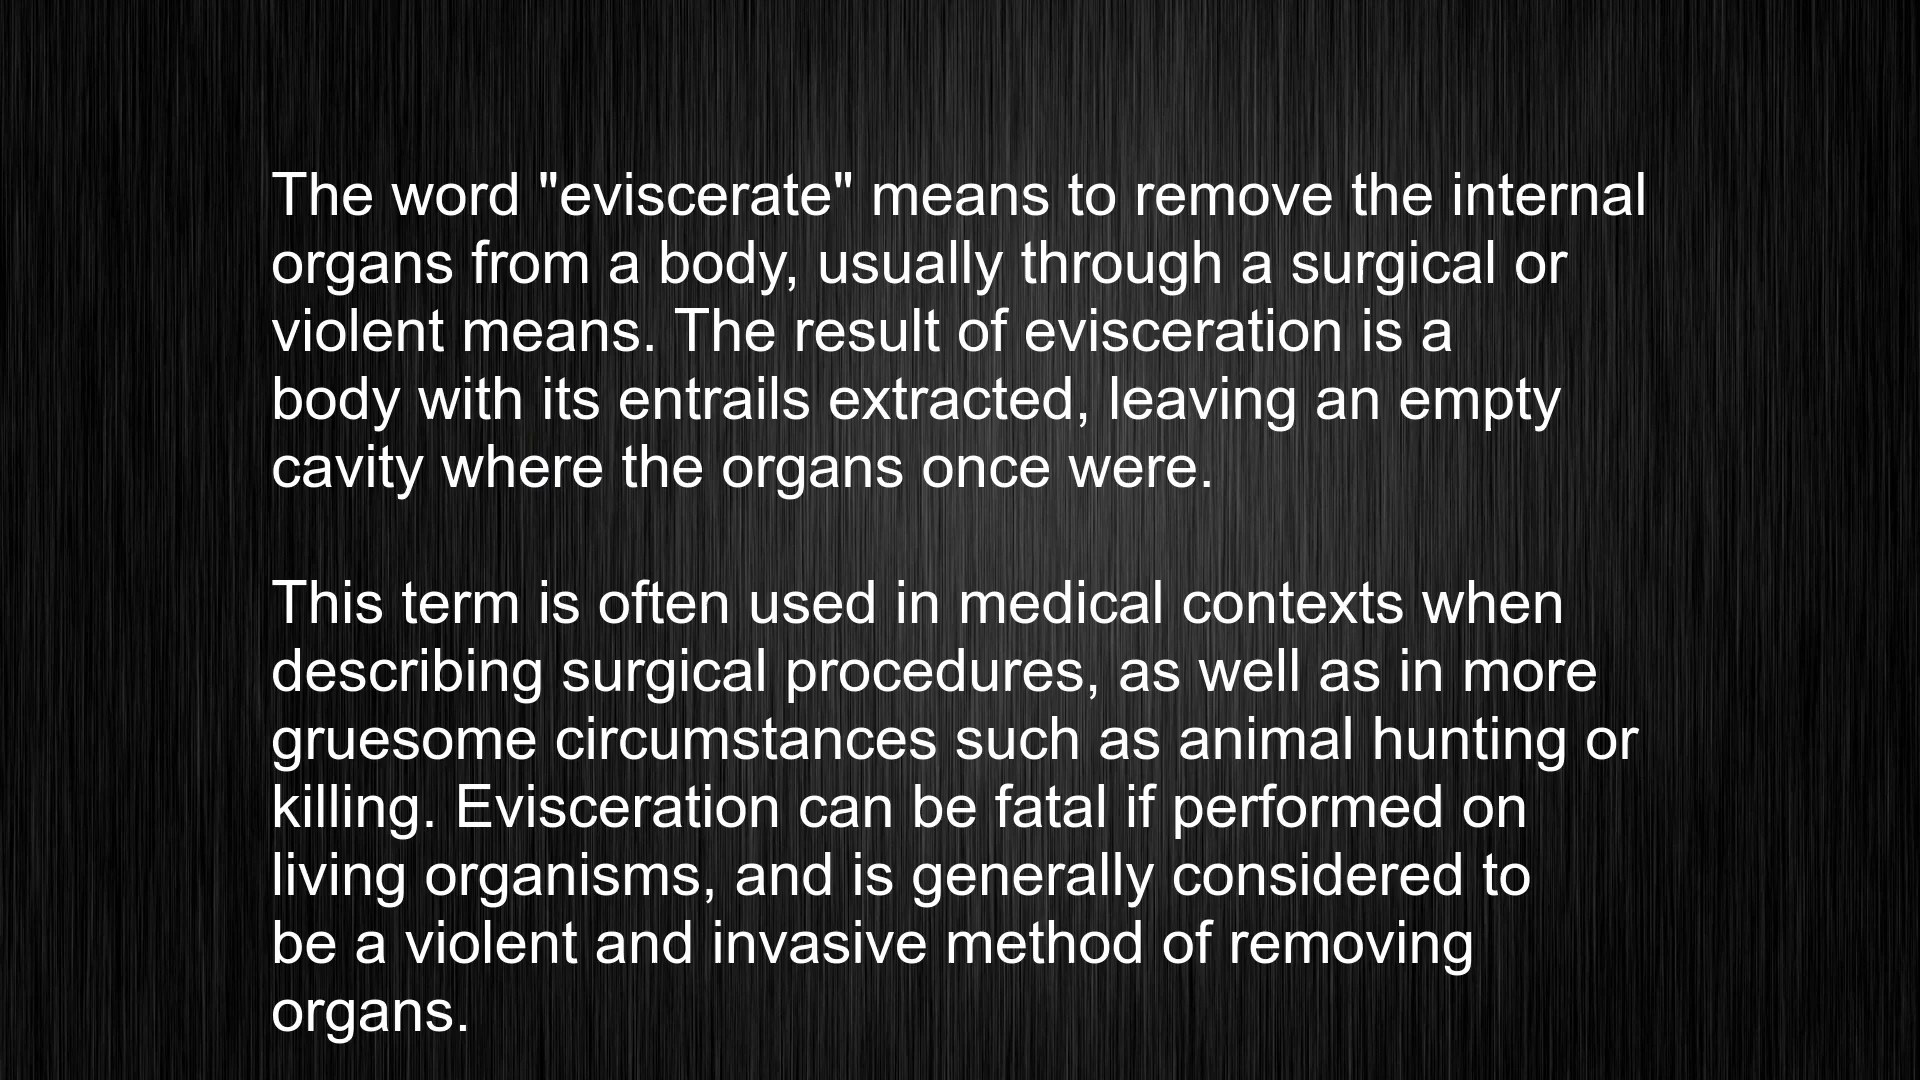 The word "eviscerate" means to remove the internal
organs from a body, usually through a surgical or
violent means. The result of evisceration is a
body with its entrails extracted, leaving an empty
cavity where the organs once were.
This term is often used in medical contexts when
describing surgical procedures, as well as in more
gruesome circumstances such as animal hunting or
killing. Evisceration can be fatal if performed on
living organisms, and is generally considered to
be a violent and invasive method of removing
organs.